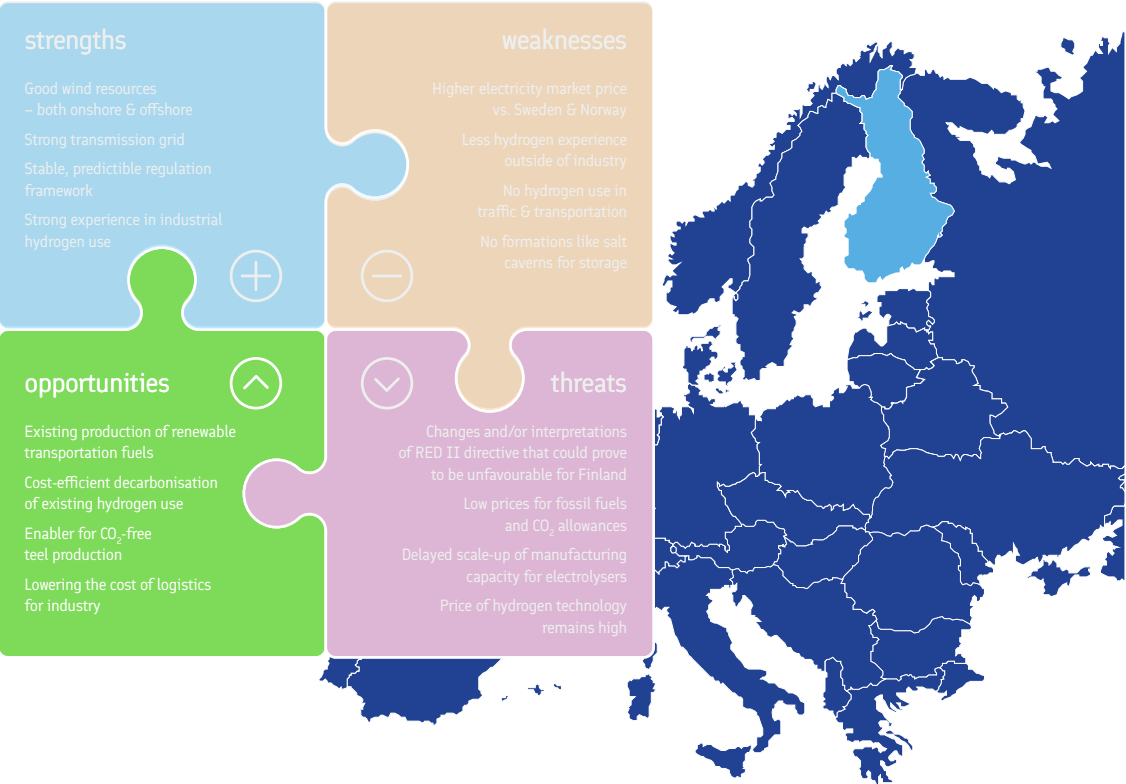 strengths
Good wind resources
– both onshore & offshore
Strong transmission grid
Stable, predictible regulation
framework
Strong experience in industrial
hydrogen use
weaknesses
Higher electricity market price
vs. Sweden & Norway
Less hydrogen experience
outside of industry
No hydrogen use in
traffic & transportation
No formations like salt
caverns for storage
opportunities
Existing production of renewable
transportation fuels
Cost-efficient decarbonisation
of existing hydrogen use
Enabler for CO₂-free
teel production
Lowering the cost of logistics
for industry
threats
Changes and/or interpretations
of RED II directive that could prove
to be unfavourable for Finland
Low prices for fossil fuels
and CO₂ allowances
Delayed scale-up of manufacturing
capacity for electrolysers
Price of hydrogen technology
remains high